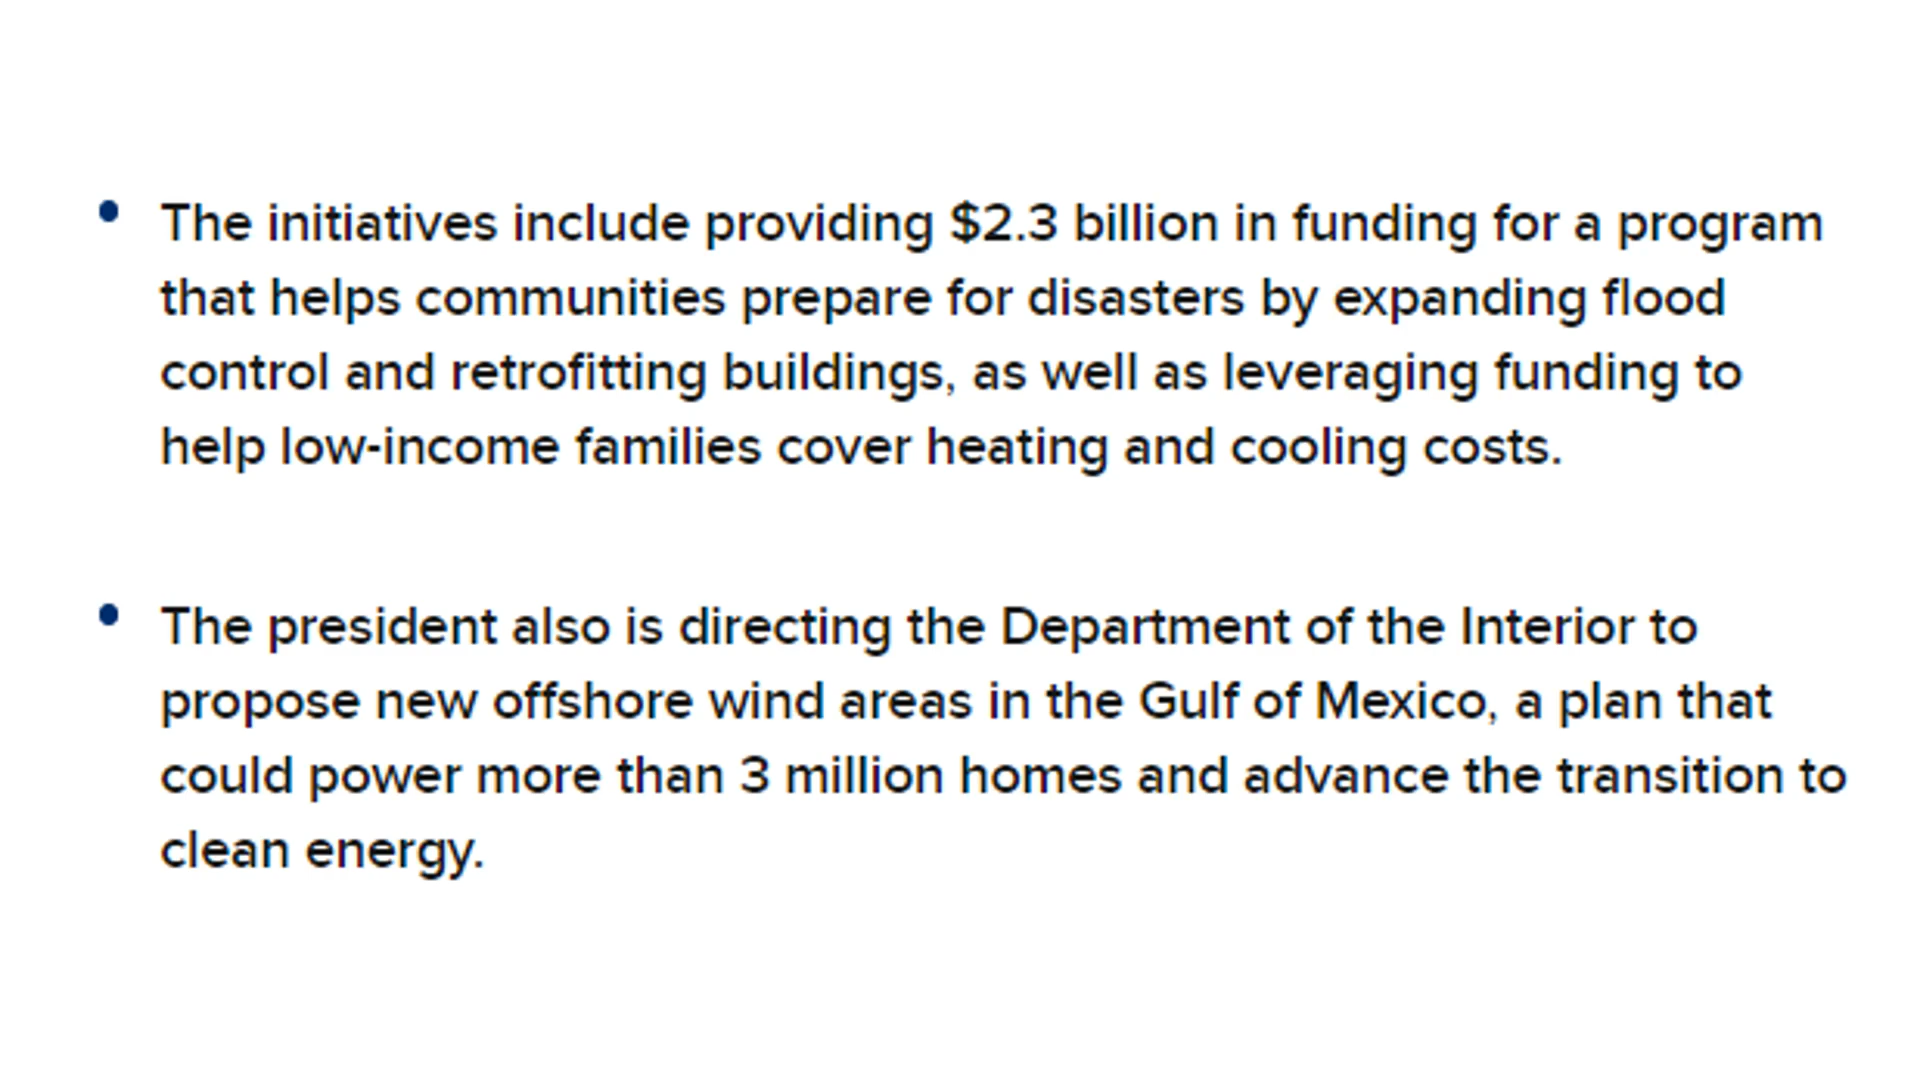 • The initiatives include providing $2.3 billion in funding for a program
that helps communities prepare for disasters by expanding flood
control and retrofitting buildings, as well as leveraging funding to
help low-income families cover heating and cooling costs.
• The president also is directing the Department of the Interior to
propose new offshore wind areas in the Gulf of Mexico, a plan that
could power more than 3 million homes and advance the transition to
clean energy.